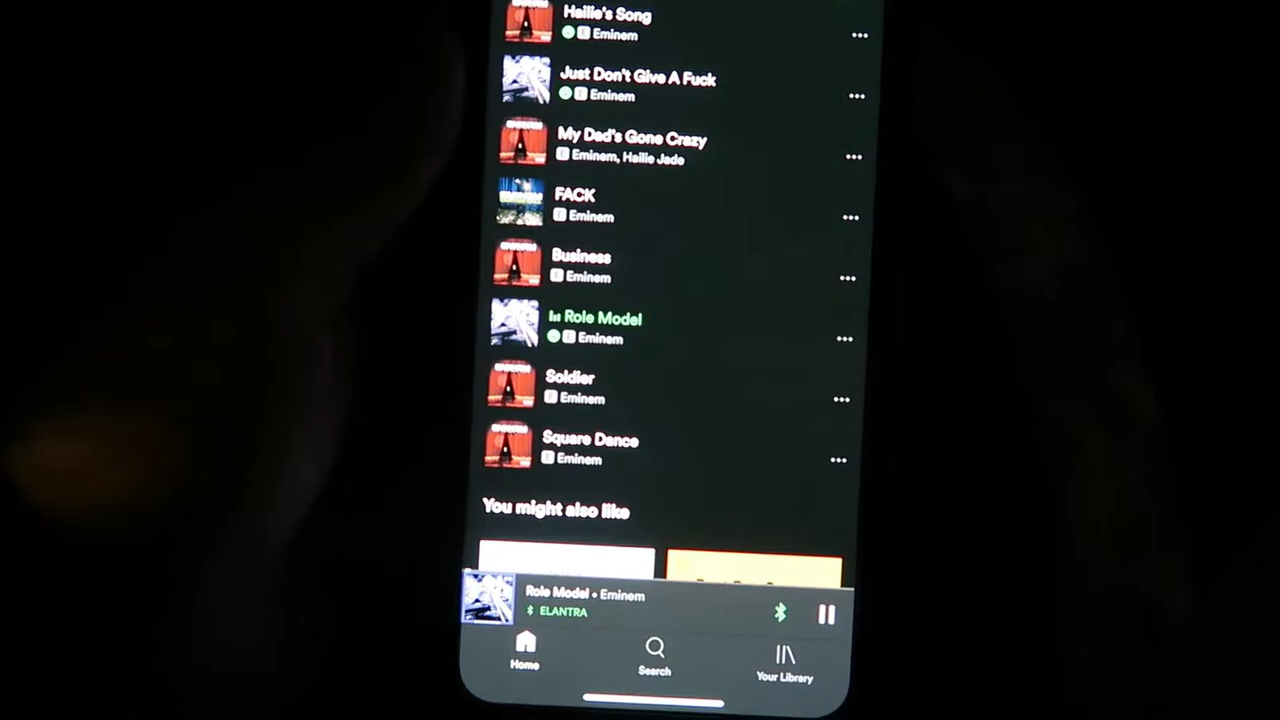 Hailie's Song
E Eminem
Just Don't Give A Fuck
E Eminem
My Dad's Gone Crazy
E Eminem, Hailie Jade
FACK
E Eminem
Business
E Eminem
Role Model
E Eminem
Soldier
E Eminem
Square Dance
E Eminem
You might also like
Role Model • Eminem
ELANTRA
Home
Search
Your Library